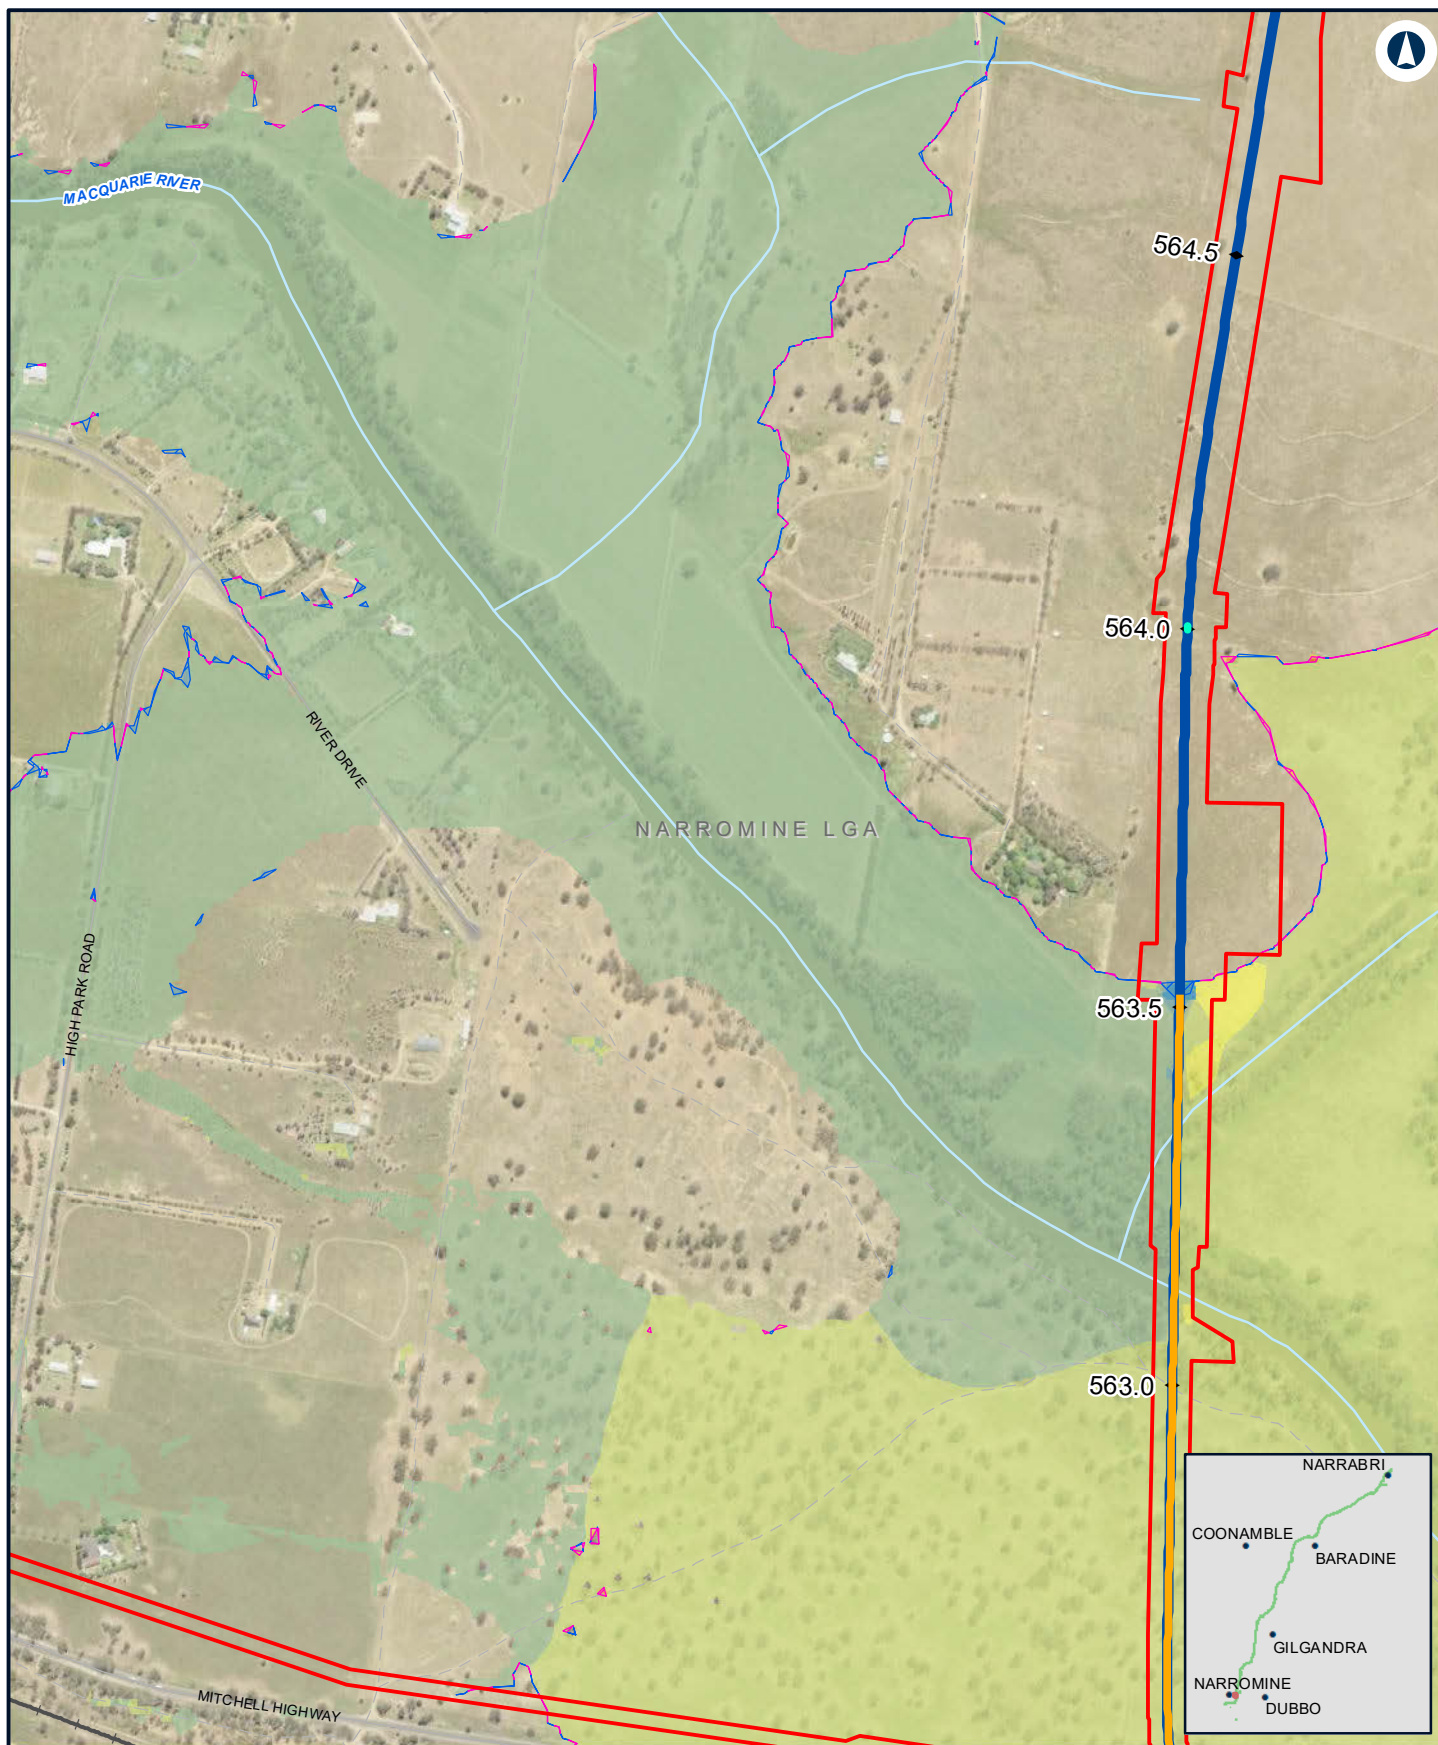 MACQUARIE RIVER
564.5
564.0
RIVER DRIVE
NARROMINE LGA
HIGH PARK ROAD
563.5
563.0
NARRABRI
COONAMBLE
BARADINE
GILGANDRA
NARROMINE
DUBBO
MITCHELL HIGHWAY